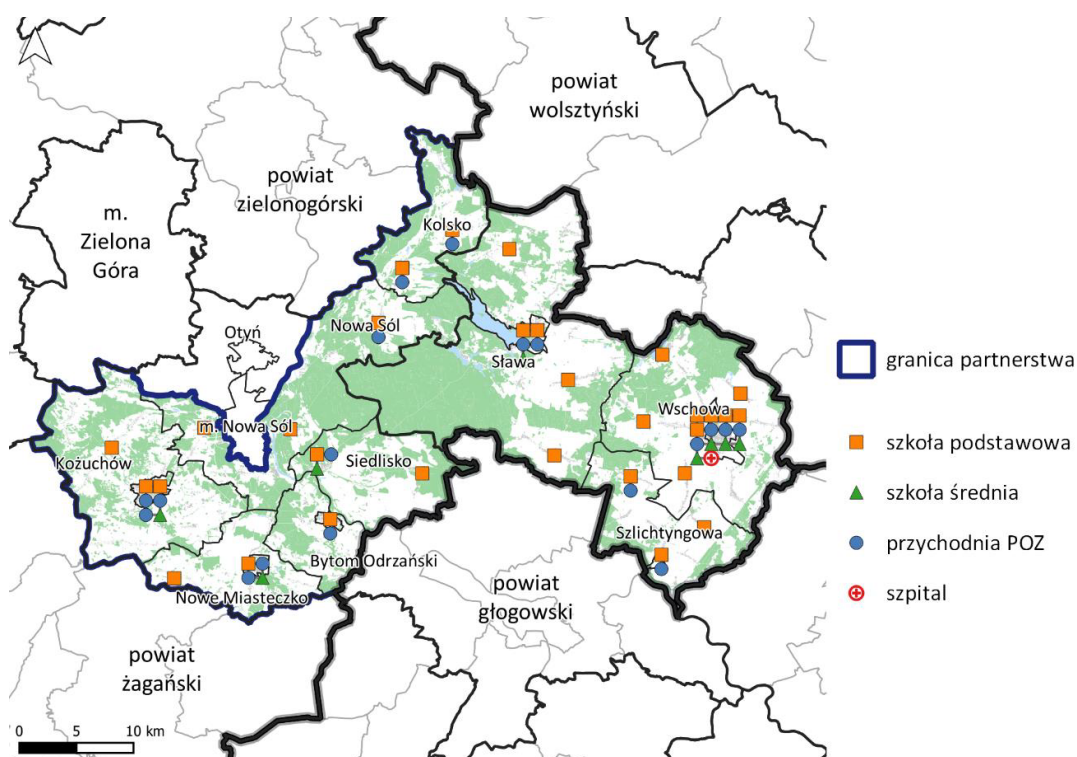 powiat
wolsztyński
powiat
zielonogórski
m.
Zielona
Góra
Kolsko
Otyń
Nowa Sól
Sława
granica partnerstwa
Wschowa
m. Nowa Sól
szkoła podstawowa
Kożuchów
Siedlisko
szkoła średnia
Szlichtyngowa
przychodnia POZ
Bytom Odrzański
powiat
głogowski
Nowe Miasteczko
szpital
powiat
żagański
0 5 10 km